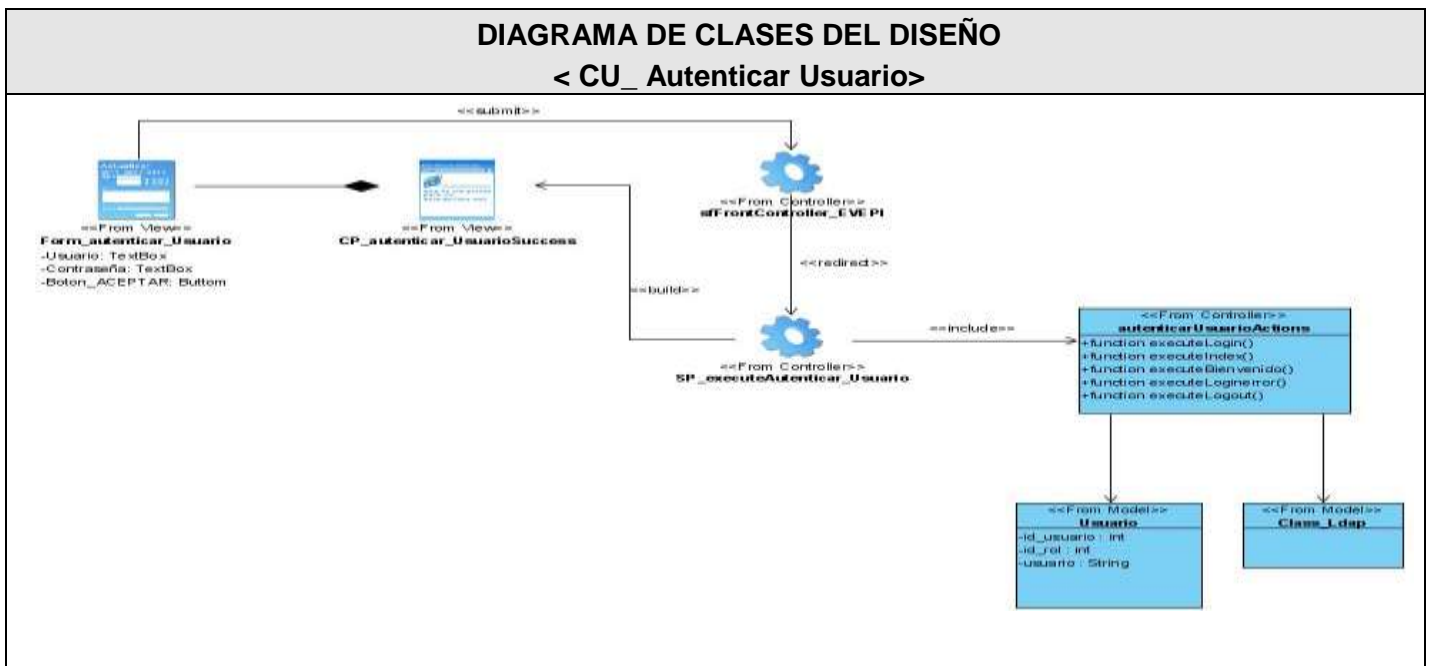 DIAGRAMA DE CLASES DEL DISEÑO
< CU_ Autenticar Usuario>
<<submit>>
<<From View>>
Form_autenticar_Usuario
-Usuario: TextBox
-Contraseña: TextBox
-Boton_ACEPTAR: Buttom
<<From View>>
CP_autenticar_UsuarioSuccess
<<From Controller>>
sfFrontController_EVEPI
<<redirect>>
<<build>>
<<From Controller>>
SP_executeAutenticar_Usuario
<<include>>
<<From Controller>>
autenticarUsuarioActions
+function executeLogin()
+function executeIndex()
+function executeBienvenido()
+function executeLoginerror()
+function executeLogout()
<<From Model>>
Usuario
-id_usuario : int
-id_rol : int
-usuario : String
<<From Model>>
Class_Ldap